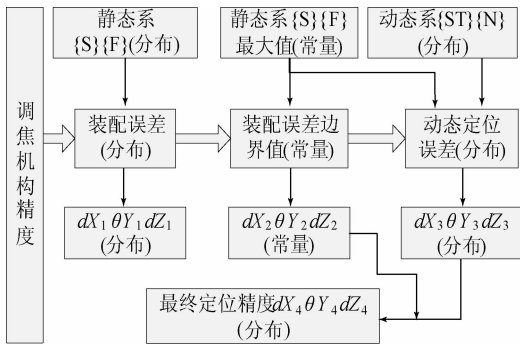 调焦机构精度
静态系
{S}{F}(分布)
静态系{S}{F}
最大值(常量)
动态系{ST}{N}
(分布)
装配误差
(分布)
装配误差边
界值(常量)
动态定位
误差(分布)
dX₁θY₁dZ₁
(分布)
dX₂θY₂dZ₂
(常量)
dX₃θY₃dZ₃
(分布)
最终定位精度dX₄θY₄dZ₄
(分布)